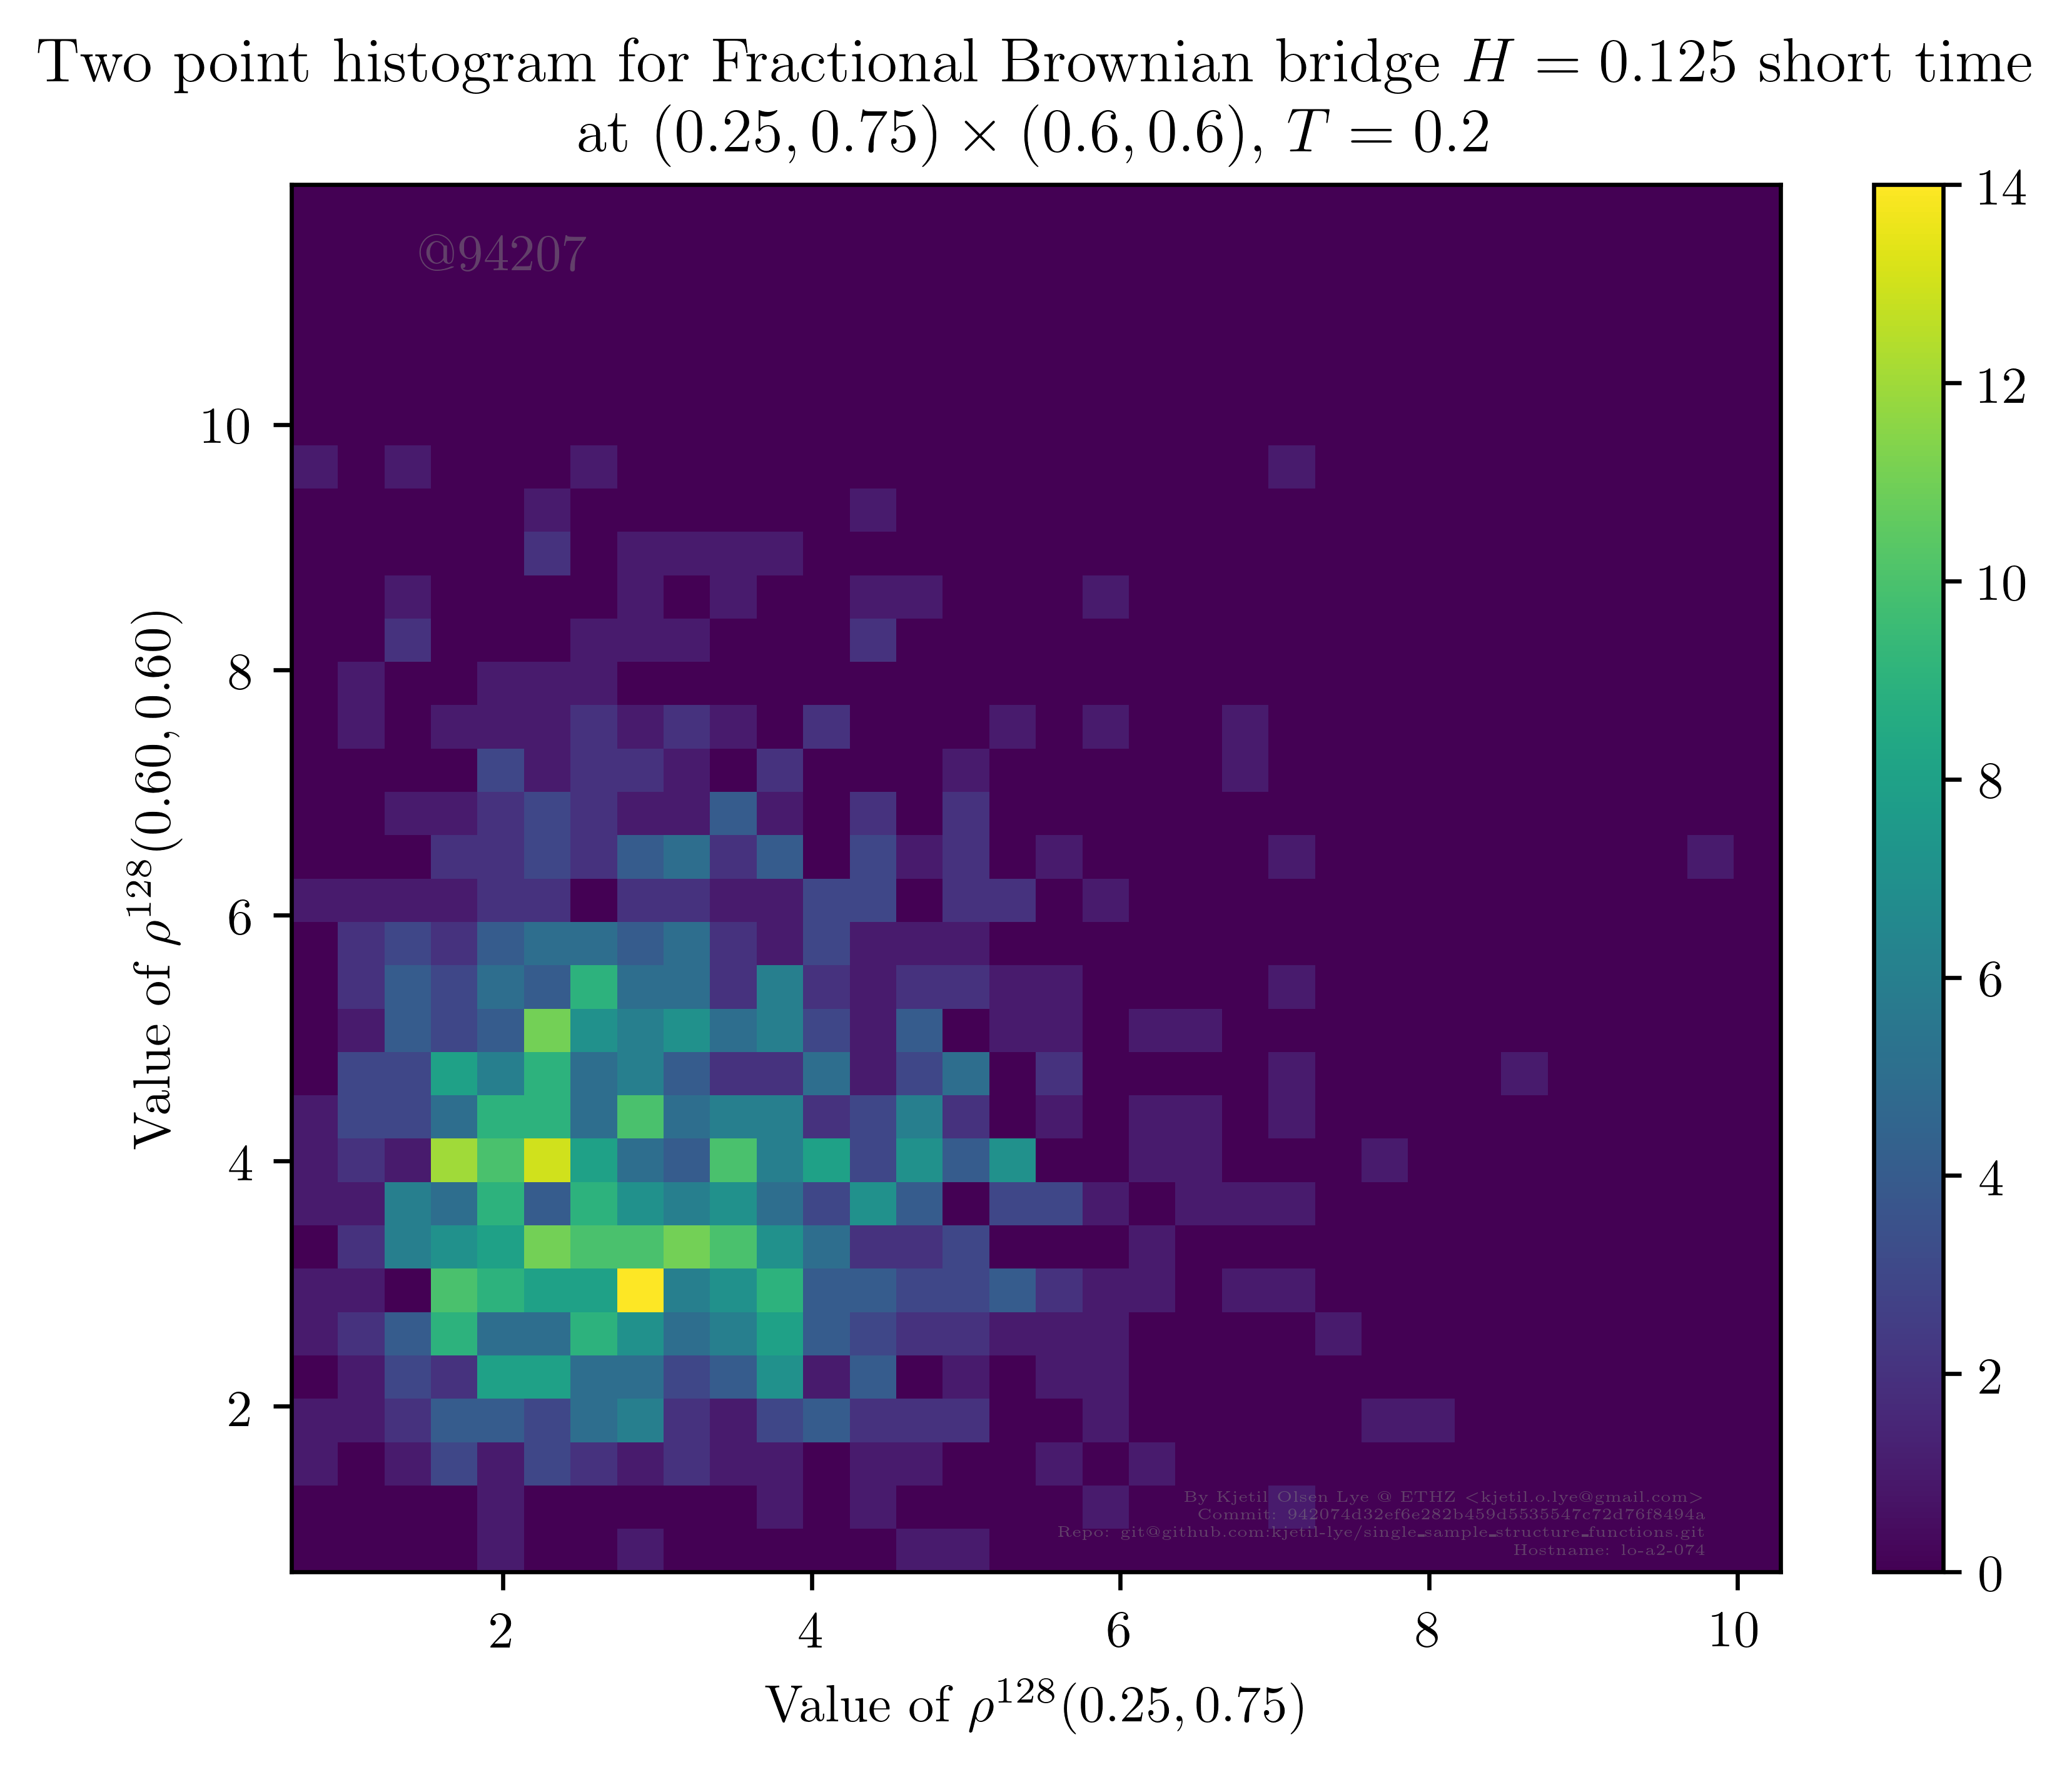 Two point histogram for Fractional Brownian bridge H = 0.125 short time
at (0.25, 0.75) × (0.6, 0.6), T = 0.2
@94207
14
12
10
8
6
4
2
0
10
8
6
4
2
Value of ρ¹²⁸(0.60, 0.60)
By Kjetil Olsen Lye @ ETHZ <kjetil.o.lye@gmail.com>
Commit: 942074d32ef6e282b459d5535547c72d76f8494a
Repo: git@github.com:kjetil-lye/single_sample_structure_functions.git
Hostname: lo-a2-074
2 4 6 8 10
Value of ρ¹²⁸(0.25, 0.75)